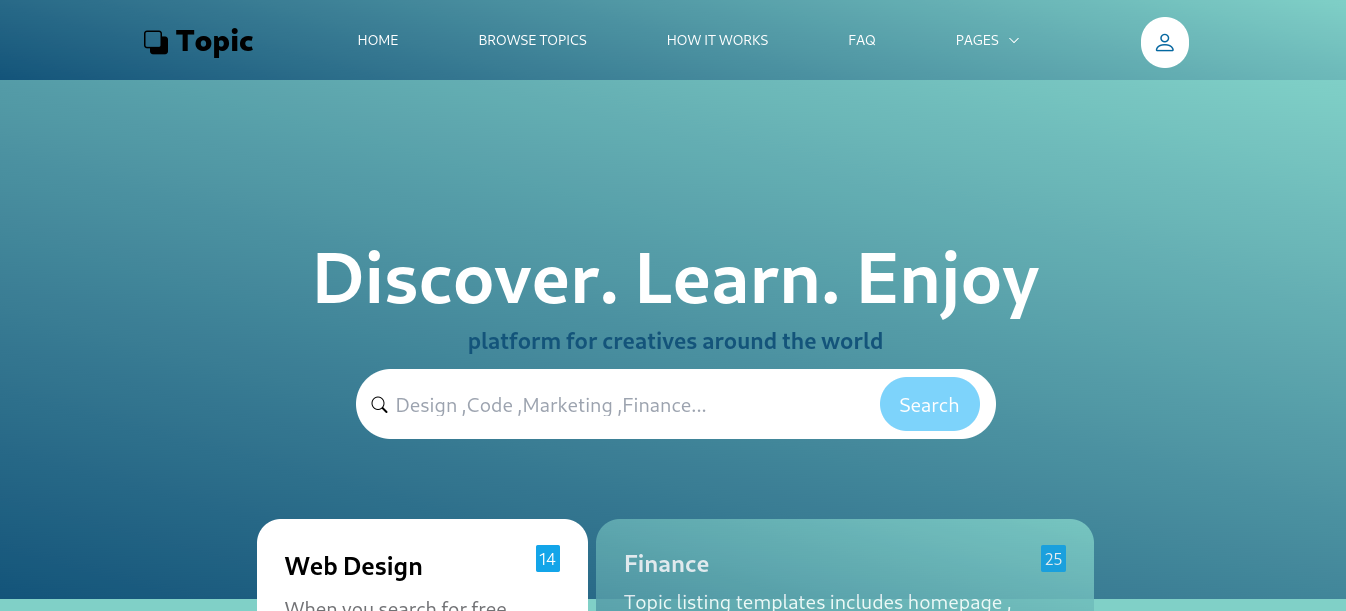 Topic
HOME
BROWSE TOPICS
HOW IT WORKS
FAQ
PAGES
Discover. Learn. Enjoy
platform for creatives around the world
Design ,Code ,Marketing ,Finance...
Search
Web Design
14
When you search for free
Finance
25
Topic listing templates includes homepage ,